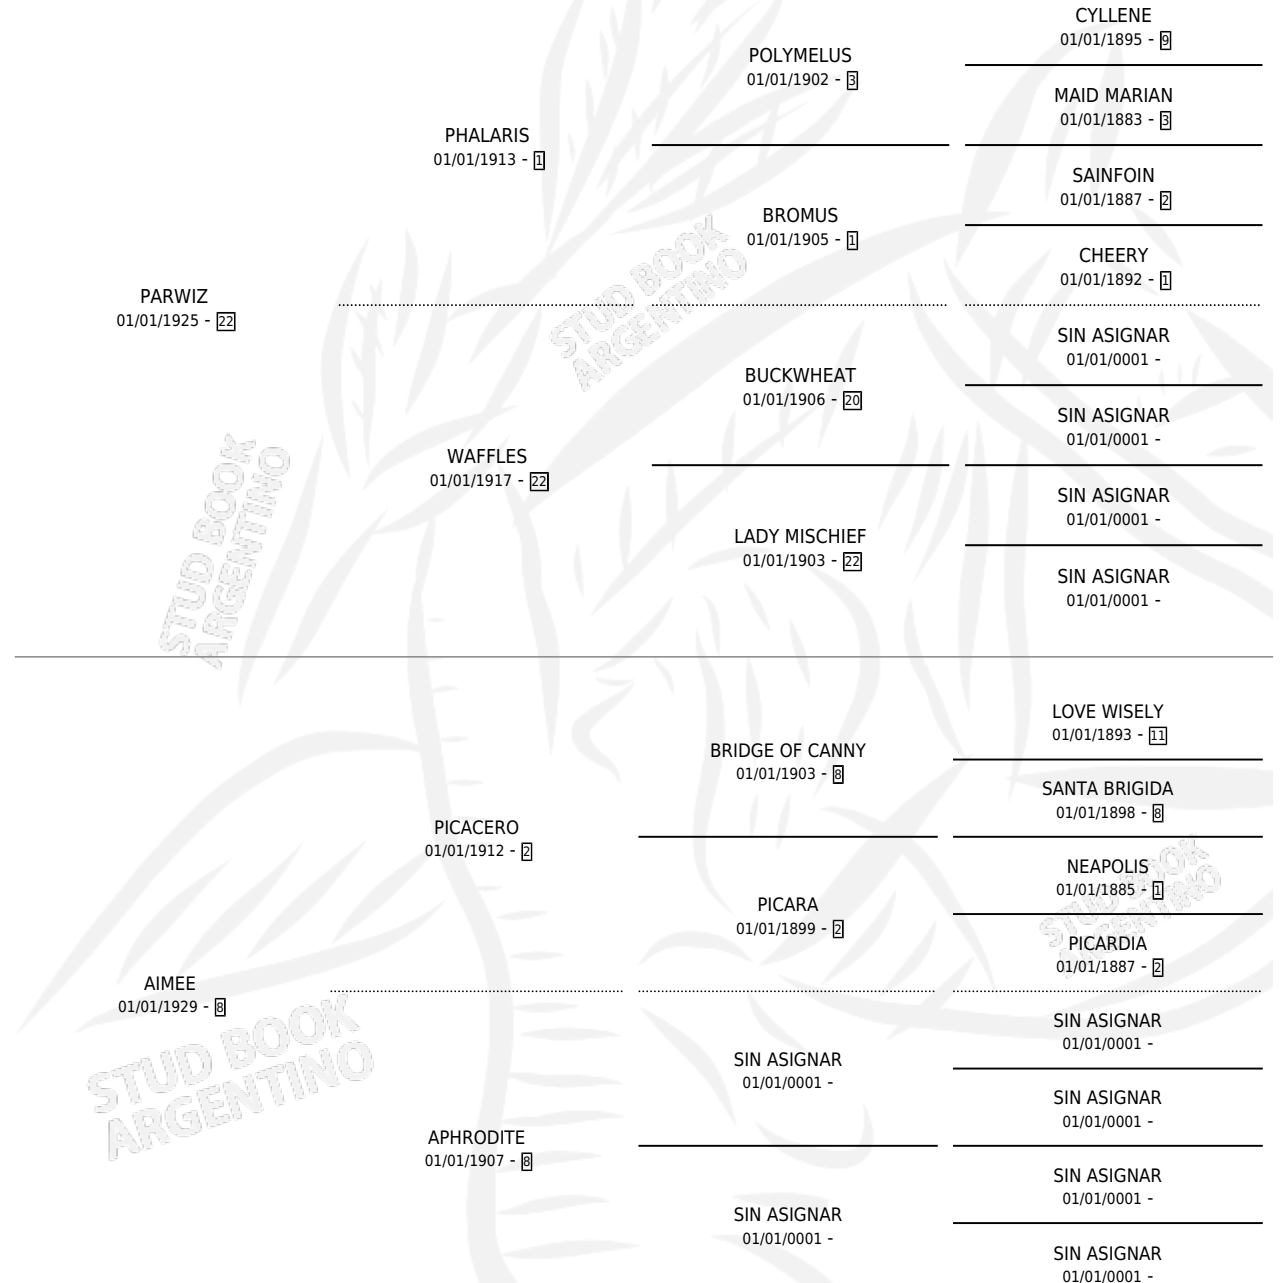 CYLLENE
01/01/1895 - 9
POLYMELUS
01/01/1902 - 3
MAID MARIAN
01/01/1883 - 3
PHALARIS
01/01/1913 - 1
SAINFOIN
01/01/1887 - 2
BROMUS
01/01/1905 - 1
CHEERY
01/01/1892 - 1
PARWIZ
01/01/1925 - 22
SIN ASIGNAR
01/01/0001 -
BUCKWHEAT
01/01/1906 - 20
SIN ASIGNAR
01/01/0001 -
WAFFLES
01/01/1917 - 22
SIN ASIGNAR
01/01/0001 -
LADY MISCHIEF
01/01/1903 - 22
SIN ASIGNAR
01/01/0001 -
LOVE WISELY
01/01/1893 - 11
BRIDGE OF CANNY
01/01/1903 - 8
SANTA BRIGIDA
01/01/1898 - 8
PICACERO
01/01/1912 - 2
NEAPOLIS
01/01/1885 - 1
PICARA
01/01/1899 - 2
PICARDIA
01/01/1887 - 2
AIMEE
01/01/1929 - 8
SIN ASIGNAR
01/01/0001 -
SIN ASIGNAR
01/01/0001 -
SIN ASIGNAR
01/01/0001 -
APHRODITE
01/01/1907 - 8
SIN ASIGNAR
01/01/0001 -
SIN ASIGNAR
01/01/0001 -
SIN ASIGNAR
01/01/0001 -
STUD BOOK
ARGENTINO
STUD BOOK
ARGENTINO
STUD BOOK
ARGENTINO
STUD BOOK
ARGENTINO